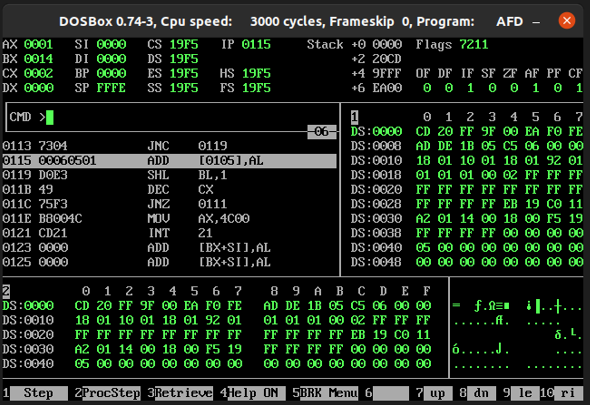 DOSBox 0.74-3, Cpu speed: 3000 cycles, Frameskip 0, Program: AFD
AX 0001 SI 0000 CS 19F5 IP 0115 Stack +0 0000 Flags 7211
BX 0014 DI 0000 DS 19F5 +2 20CD
CX 0002 BP 0000 ES 19F5 HS 19F5 +4 9FFF OF DF IF SF ZF AF PF CF
DX 0000 SP FFFE SS 19F5 FS 19F5 +6 EA00 0 0 1 0 0 1 0 1
CMD >
06
0113 7304 JNC 0119
0115 00060501 ADD [0105],AL
0119 D0E3 SHL BL,1
011B 49 DEC CX
011C 75F3 JNZ 0111
011E B8004C MOV AX,4C00
0121 CD21 INT 21
0123 0000 ADD [BX+SI],AL
0125 0000 ADD [BX+SI],AL
1 0 1 2 3 4 5 6 7
DS:0000 CD 20 FF 9F 00 EA F0 FE
DS:0008 AD DE 1B 05 C5 06 00 00
DS:0010 18 01 10 01 18 01 92 01
DS:0018 01 01 01 00 02 FF FF FF
DS:0020 FF FF FF FF FF FF FF FF
DS:0028 FF FF FF FF EB 19 C0 11
DS:0030 A2 01 14 00 18 00 F5 19
DS:0038 FF FF FF FF 00 00 00 00
DS:0040 05 00 00 00 00 00 00 00
DS:0048 00 00 00 00 00 00 00 00
2 0 1 2 3 4 5 6 7 8 9 A B C D E F
DS:0000 CD 20 FF 9F 00 EA F0 FE AD DE 1B 05 C5 06 00 00
DS:0010 18 01 10 01 18 01 92 01 01 01 01 00 02 FF FF FF
DS:0020 FF FF FF FF FF FF FF FF FF FF FF FF EB 19 C0 11
DS:0030 A2 01 14 00 18 00 F5 19 FF FF FF FF 00 00 00 00
DS:0040 05 00 00 00 00 00 00 00 00 00 00 00 00 00 00 00
1 Step 2 ProcStep 3 Retrieve 4 Help ON 5 BRK Menu 6 7 up 8 dn 9 le 10 ri